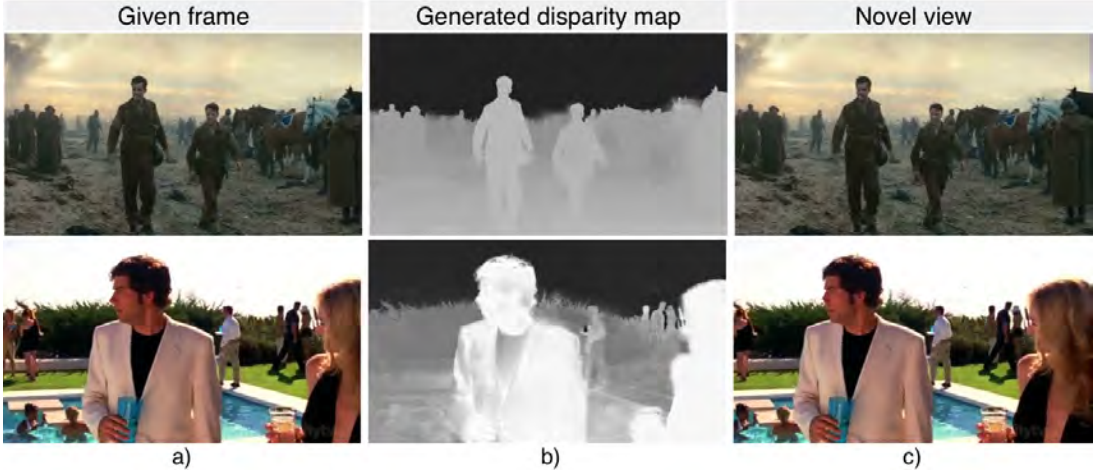 Given frame
Generated disparity map
Novel view
a)
b)
c)